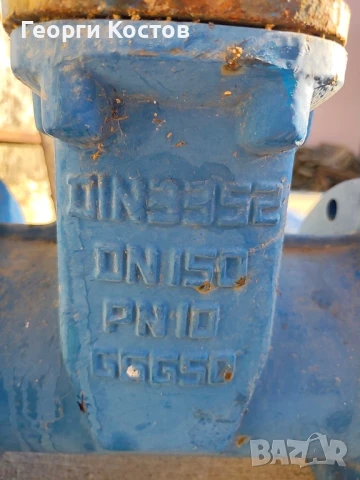 Георги Костов
DIN3352
DN150
PN10
GGG50
BAZAR